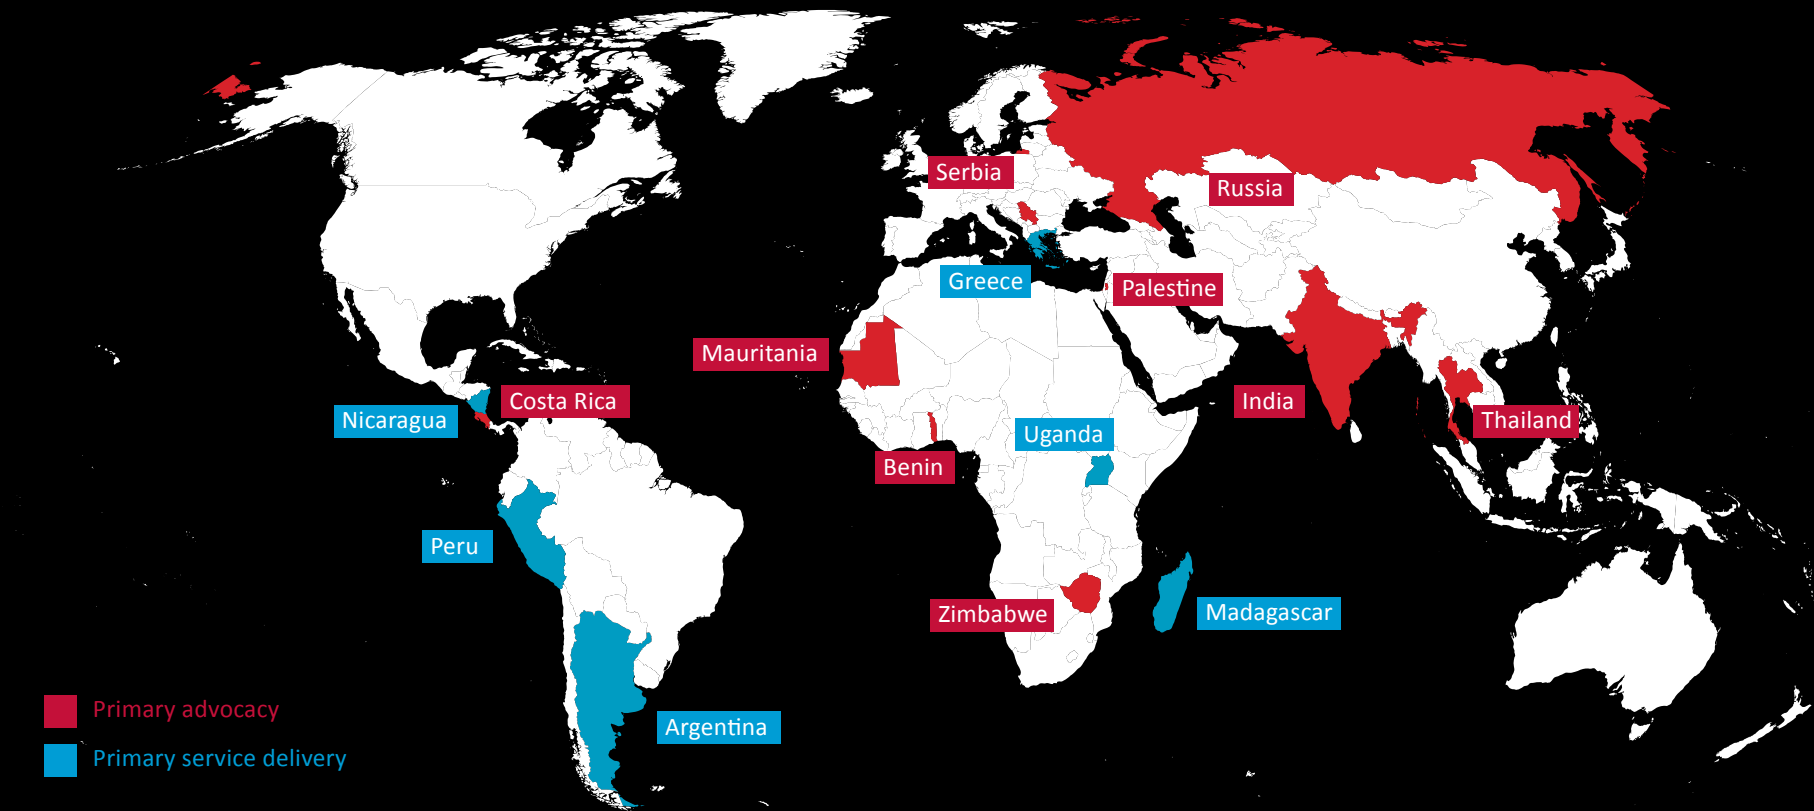 Serbia
Russia
Greece
Palestine
Mauritania
Costa Rica
India
Nicaragua
Thailand
Uganda
Benin
Peru
Zimbabwe
Madagascar
Primary advocacy
Argentina
Primary service delivery